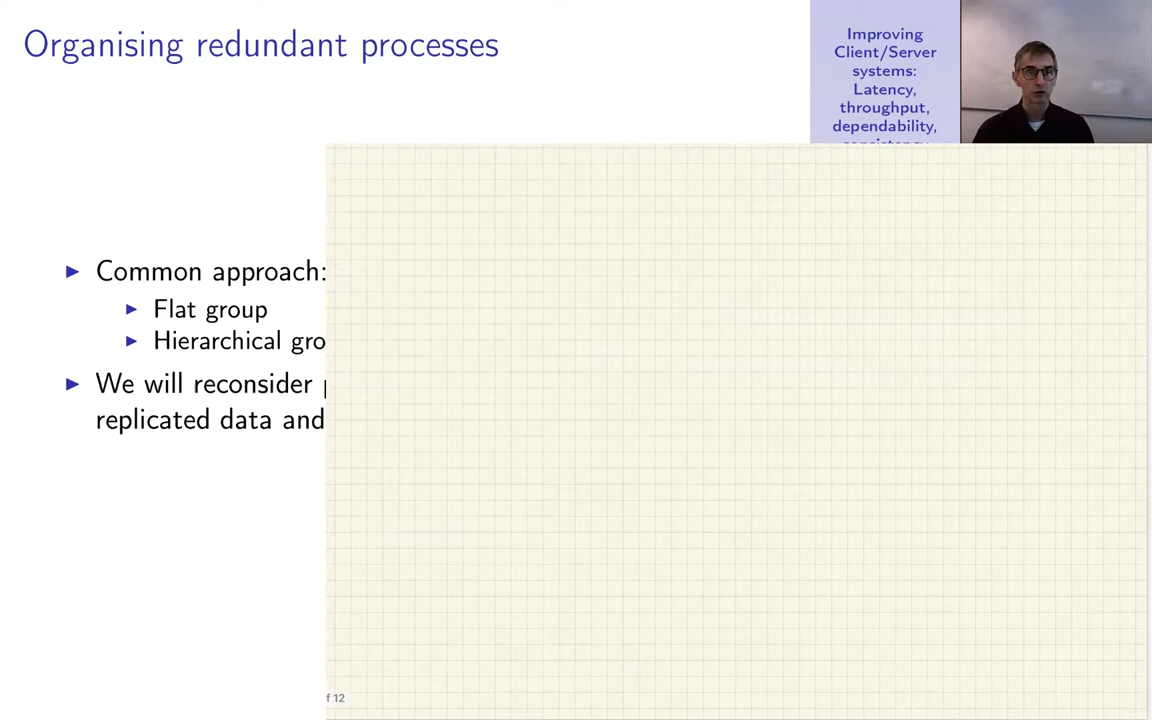 Organising redundant processes
Improving
Client/Server
systems:
Latency,
throughput,
dependability,
Common approach:
Flat group
Hierarchical gro
We will reconsider
replicated data and
f 12